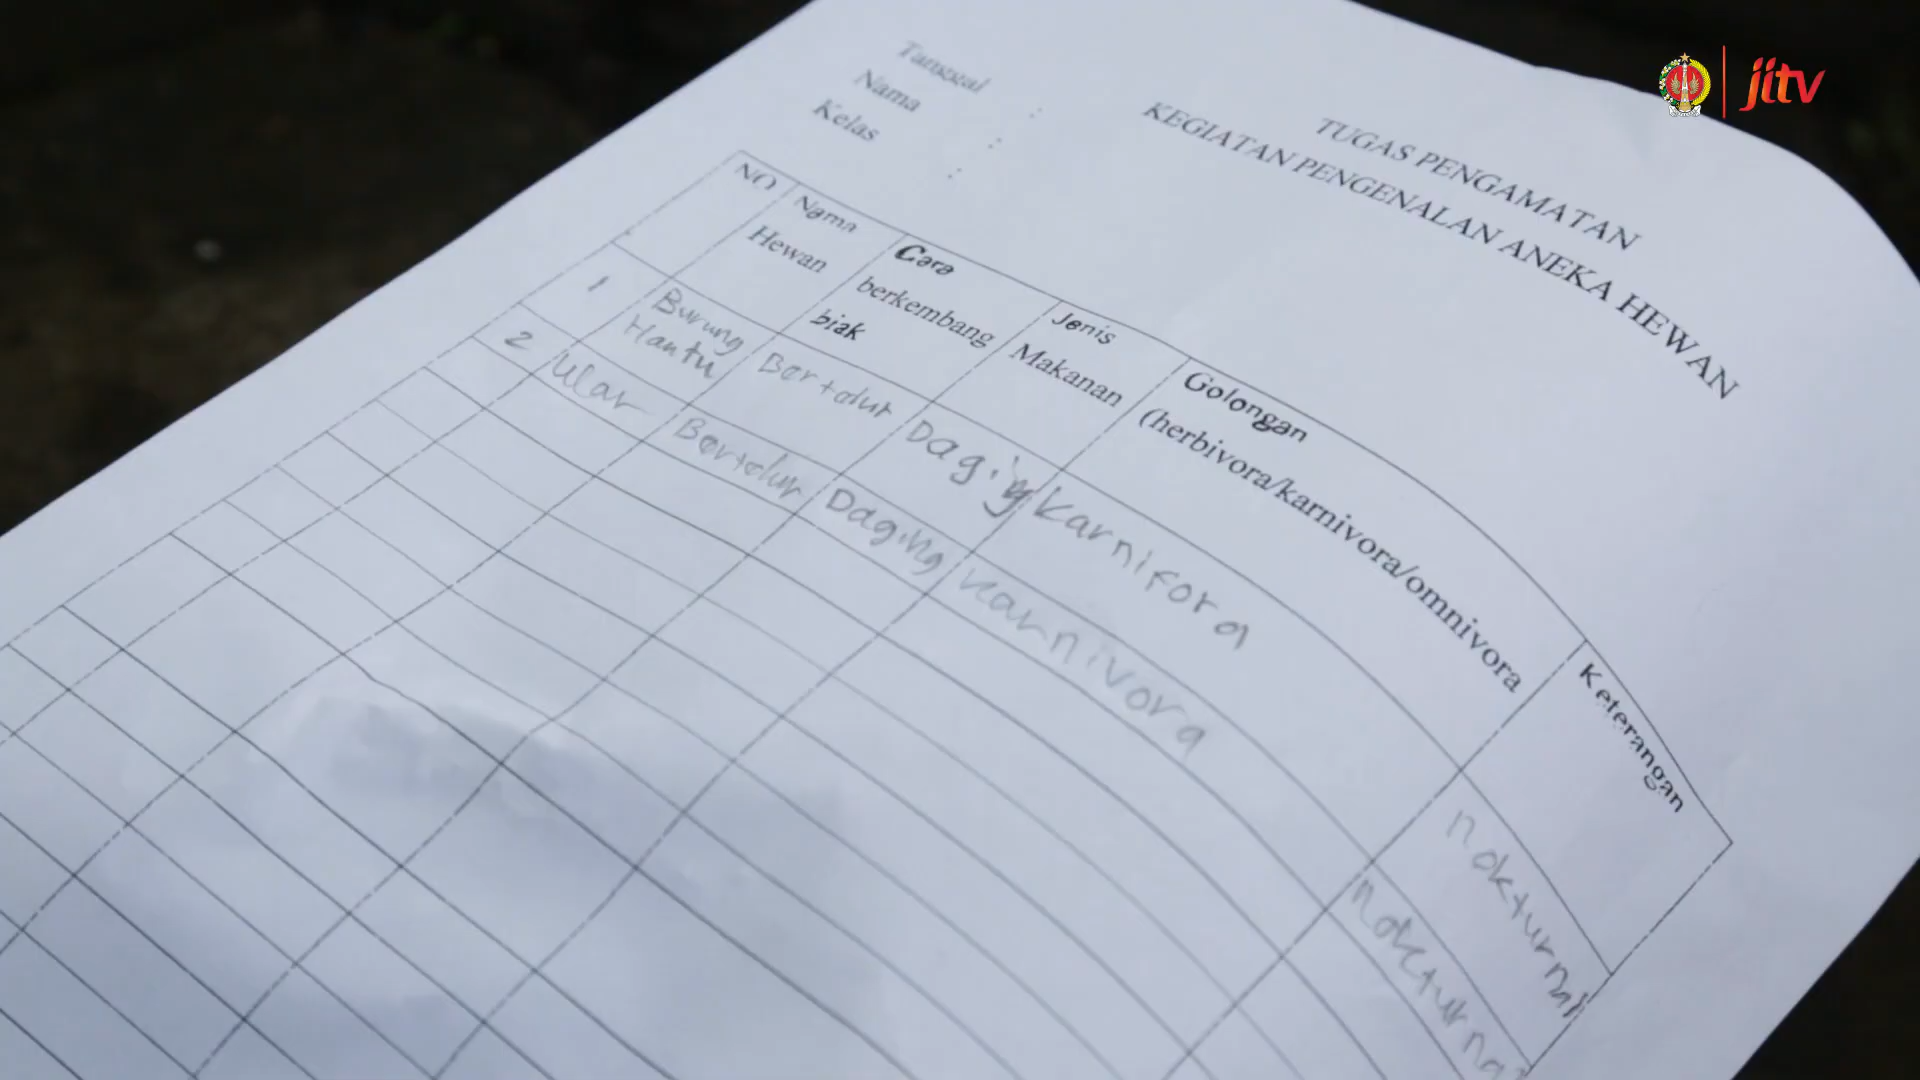 jitv
TUGAS PENGAMATAN
KEGIATAN PENGENALAN ANEKA HEWAN
Tanggal :
Nama :
Kelas :
NO
Nama
Hewan
Cara
berkembang
biak
Jenis
Makanan
Golongan
(herbivora/karnivora/omnivora
Keterangan
1
Burung
Hantu
Bertelur
Daging
Karnifora
nokturnal
2
Ular
Bertelur
Daging
Karnivora
nokturnal